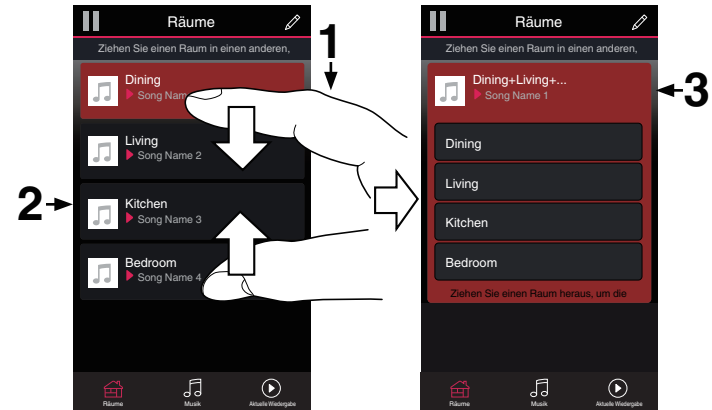 Räume
Ziehen Sie einen Raum in einen anderen,
1
Dining
Song Nam
Living
Song Name 2
2
Kitchen
Song Name 3
Bedroom
Song Name 4
Räume
Musik
Aktuelle Wiedergabe
Räume
Ziehen Sie einen Raum in einen anderen,
Dining+Living+...
Song Name 1
3
Dining
Living
Kitchen
Bedroom
Ziehen Sie einen Raum heraus, um die
Räume
Musik
Aktuelle Wiedergabe